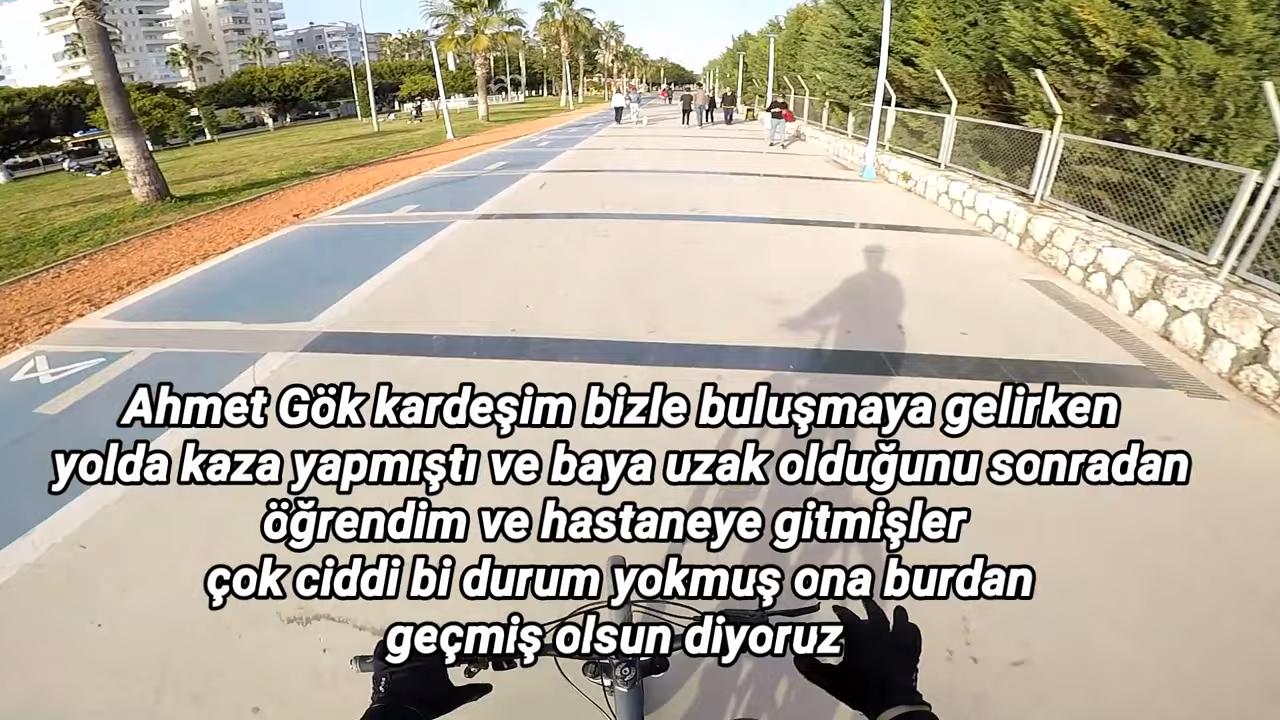 Ahmet Gök kardeşim bizle buluşmaya gelirken
yolda kaza yapmıştı ve baya uzak olduğunu sonradan
öğrendim ve hastaneye gitmişler
çok ciddi bi durum yokmuş ona burdan
geçmiş olsun diyoruz